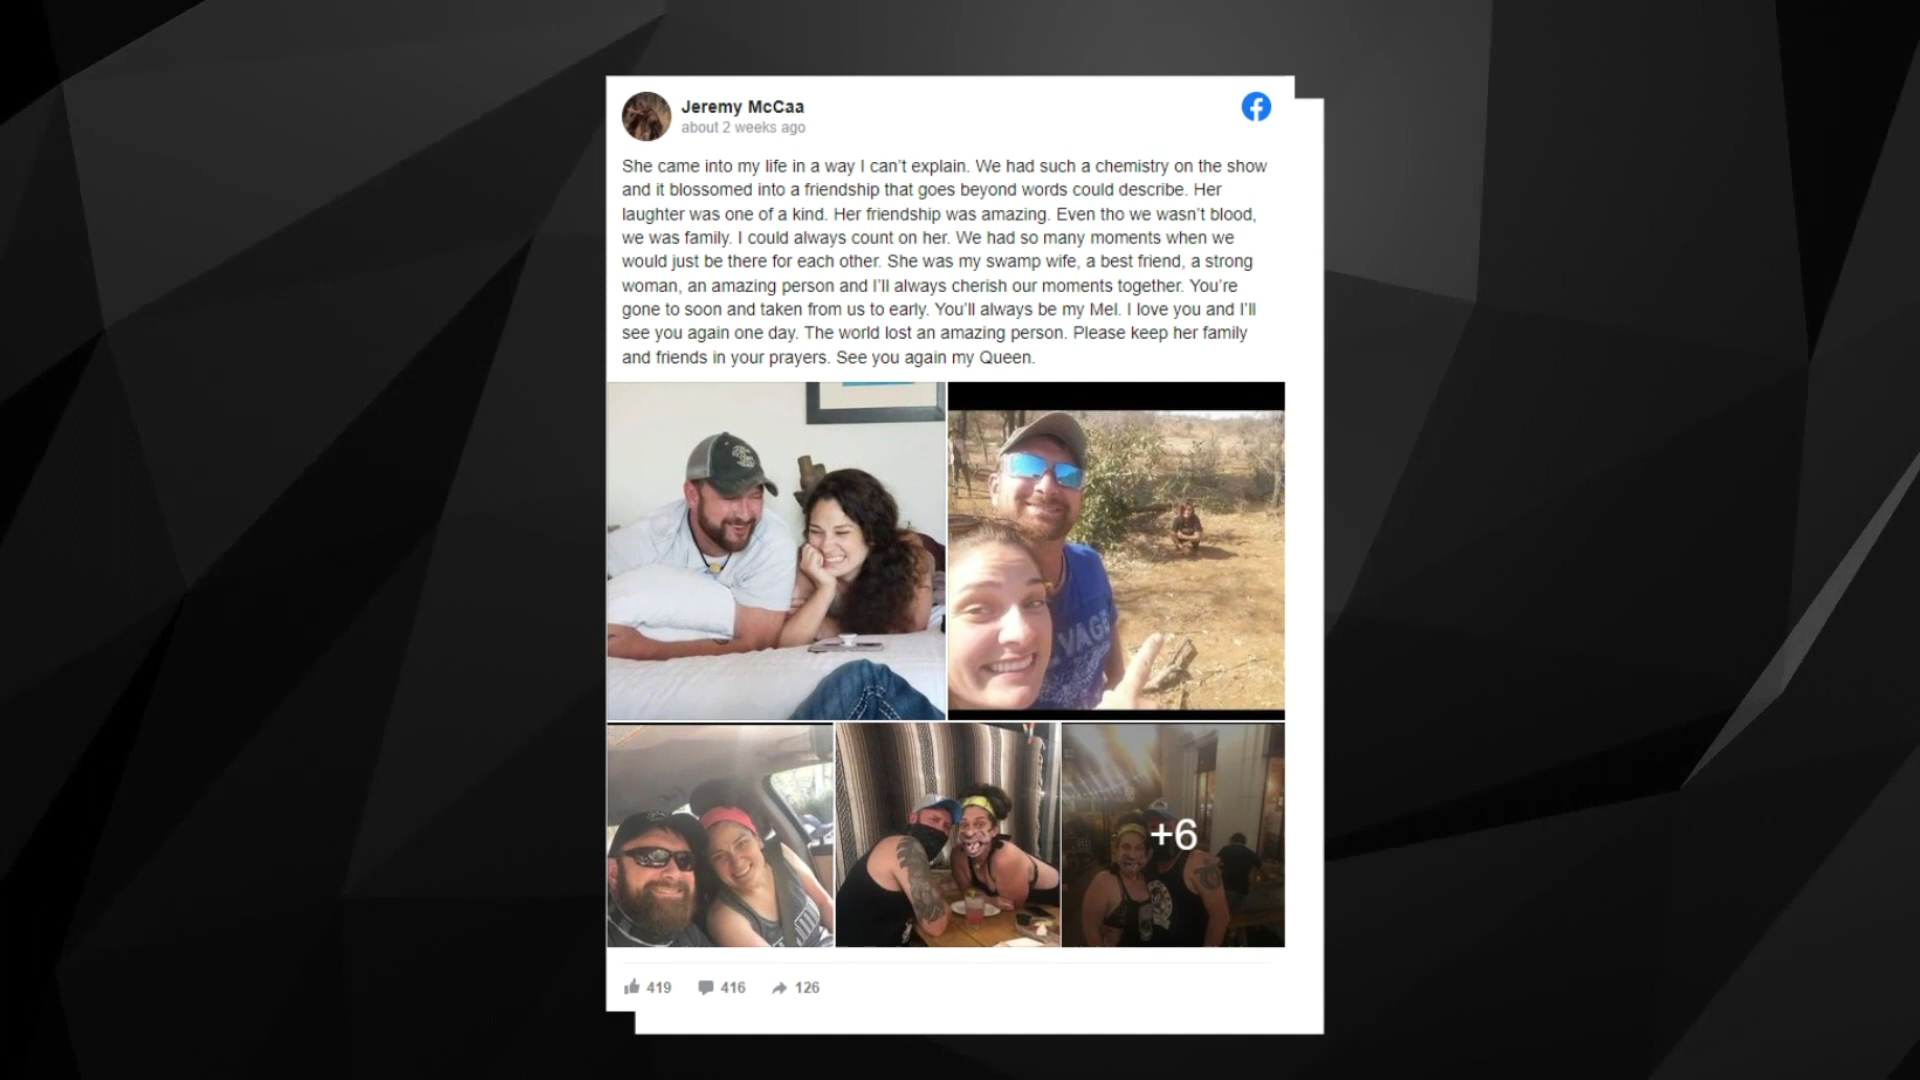 Jeremy McCaa
about 2 weeks ago
She came into my life in a way I can't explain. We had such a chemistry on the show
and it blossomed into a friendship that goes beyond words could describe. Her
laughter was one of a kind. Her friendship was amazing. Even tho we wasn't blood,
we was family. I could always count on her. We had so many moments when we
would just be there for each other. She was my swamp wife, a best friend, a strong
woman, an amazing person and I'll always cherish our moments together. You're
gone to soon and taken from us to early. You'll always be my Mel. I love you and I'll
see you again one day. The world lost an amazing person. Please keep her family
and friends in your prayers. See you again my Queen.
+6
419 416 126